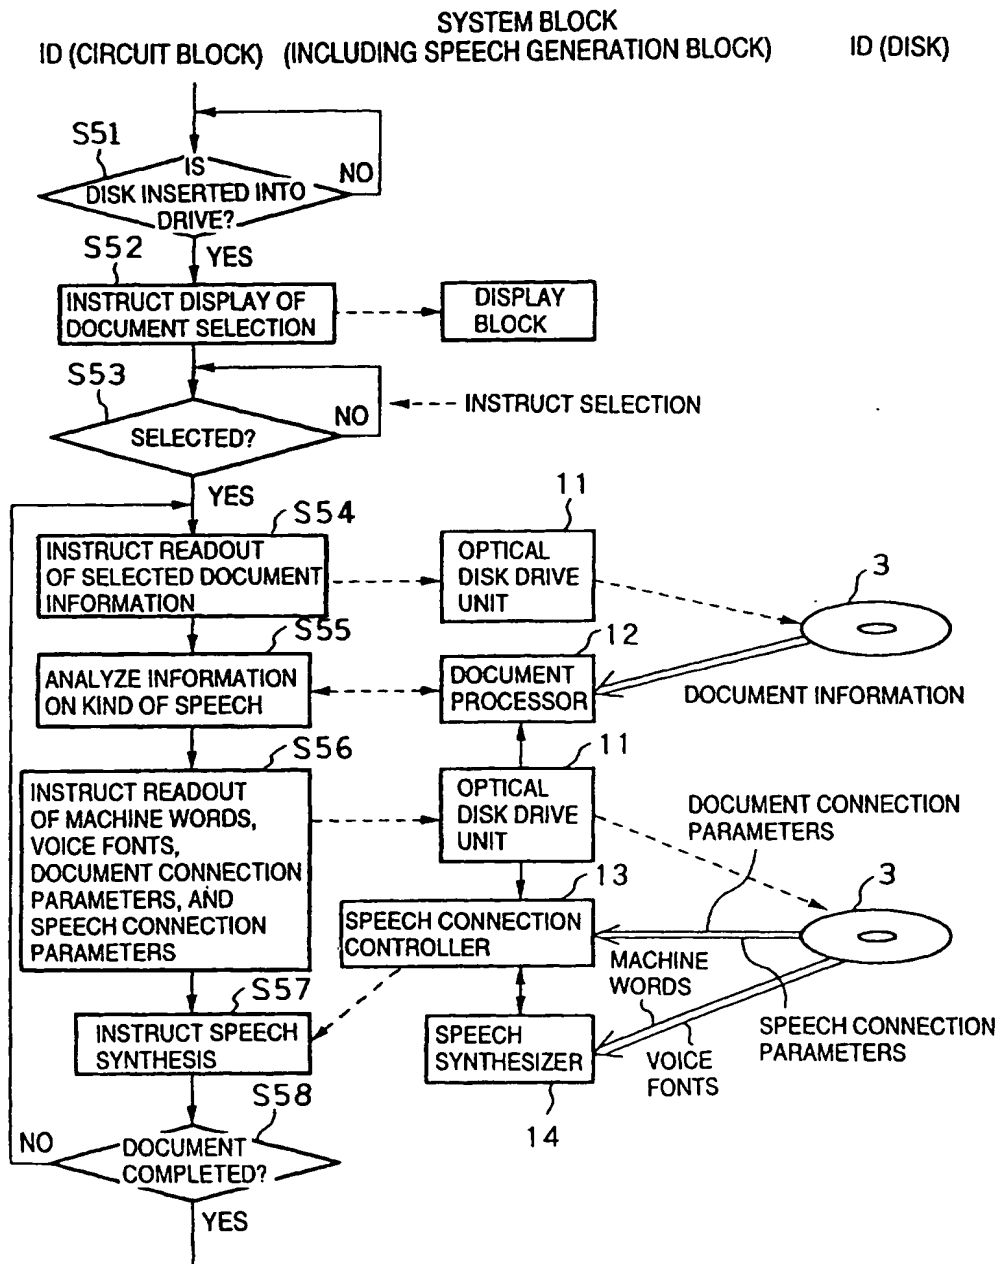 SYSTEM BLOCK
ID (CIRCUIT BLOCK) (INCLUDING SPEECH GENERATION BLOCK) ID (DISK)
S51
IS
DISK INSERTED INTO
DRIVE?
NO
YES
S52
INSTRUCT DISPLAY OF
DOCUMENT SELECTION
DISPLAY
BLOCK
S53
SELECTED?
NO
INSTRUCT SELECTION
YES
S54
INSTRUCT READOUT
OF SELECTED DOCUMENT
INFORMATION
11
OPTICAL
DISK DRIVE
UNIT
3
S55
ANALYZE INFORMATION
ON KIND OF SPEECH
12
DOCUMENT
PROCESSOR
DOCUMENT INFORMATION
S56
INSTRUCT READOUT
OF MACHINE WORDS,
VOICE FONTS,
DOCUMENT CONNECTION
PARAMETERS, AND
SPEECH CONNECTION
PARAMETERS
11
OPTICAL
DISK DRIVE
UNIT
DOCUMENT CONNECTION
PARAMETERS
13
SPEECH CONNECTION
CONTROLLER
3
MACHINE
WORDS
SPEECH CONNECTION
PARAMETERS
S57
INSTRUCT SPEECH
SYNTHESIS
SPEECH
SYNTHESIZER
VOICE
FONTS
14
S58
DOCUMENT
COMPLETED?
NO
YES